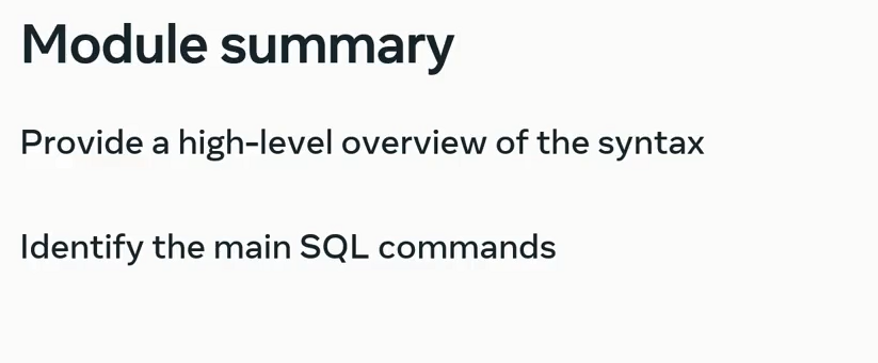 Module summary
Provide a high-level overview of the syntax
Identify the main SQL commands